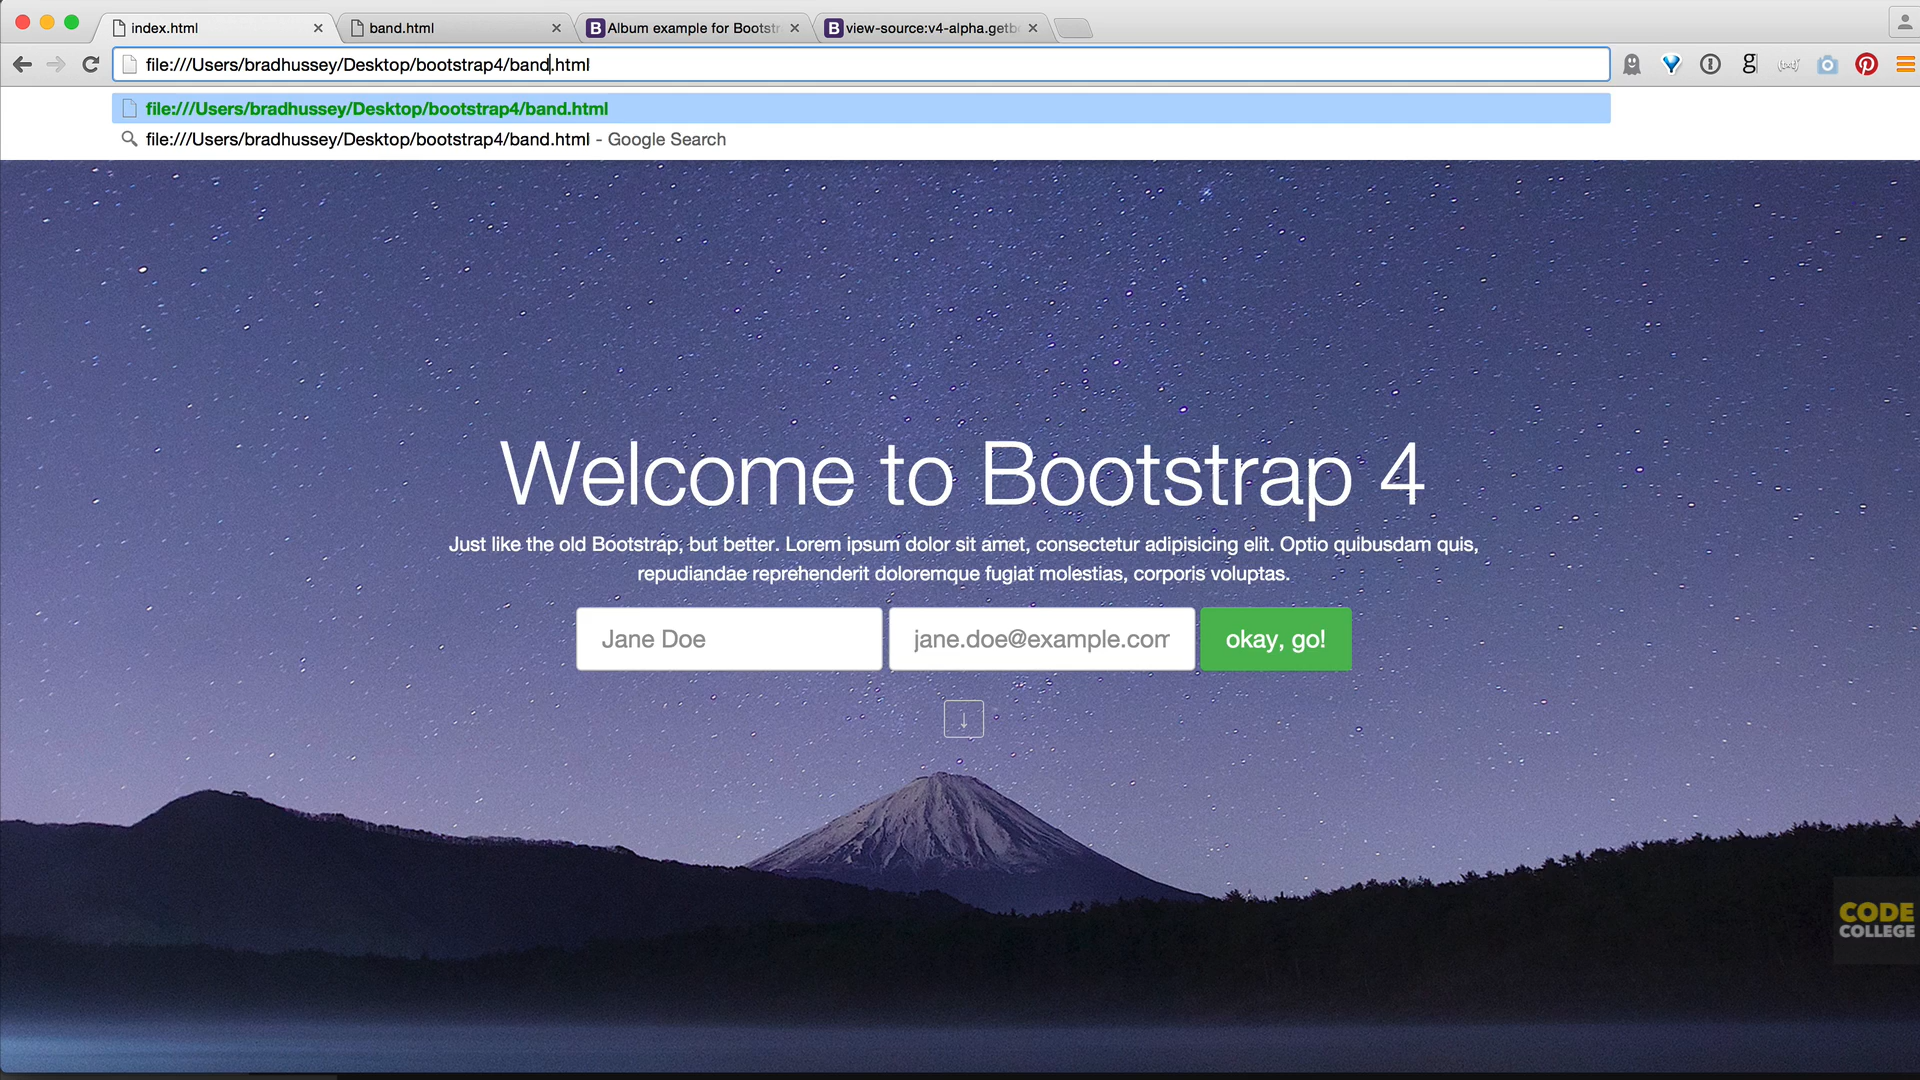 index.html
band.html
Album example for Bootstr
view-source:v4-alpha.getb
file:///Users/bradhussey/Desktop/bootstrap4/band.html
file:///Users/bradhussey/Desktop/bootstrap4/band.html
file:///Users/bradhussey/Desktop/bootstrap4/band.html - Google Search
Welcome to Bootstrap 4
Just like the old Bootstrap, but better. Lorem ipsum dolor sit amet, consectetur adipisicing elit. Optio quibusdam quis,
repudiandae reprehenderit doloremque fugiat molestias, corporis voluptas.
Jane Doe
jane.doe@example.com
okay, go!
↓
CODE
COLLEGE